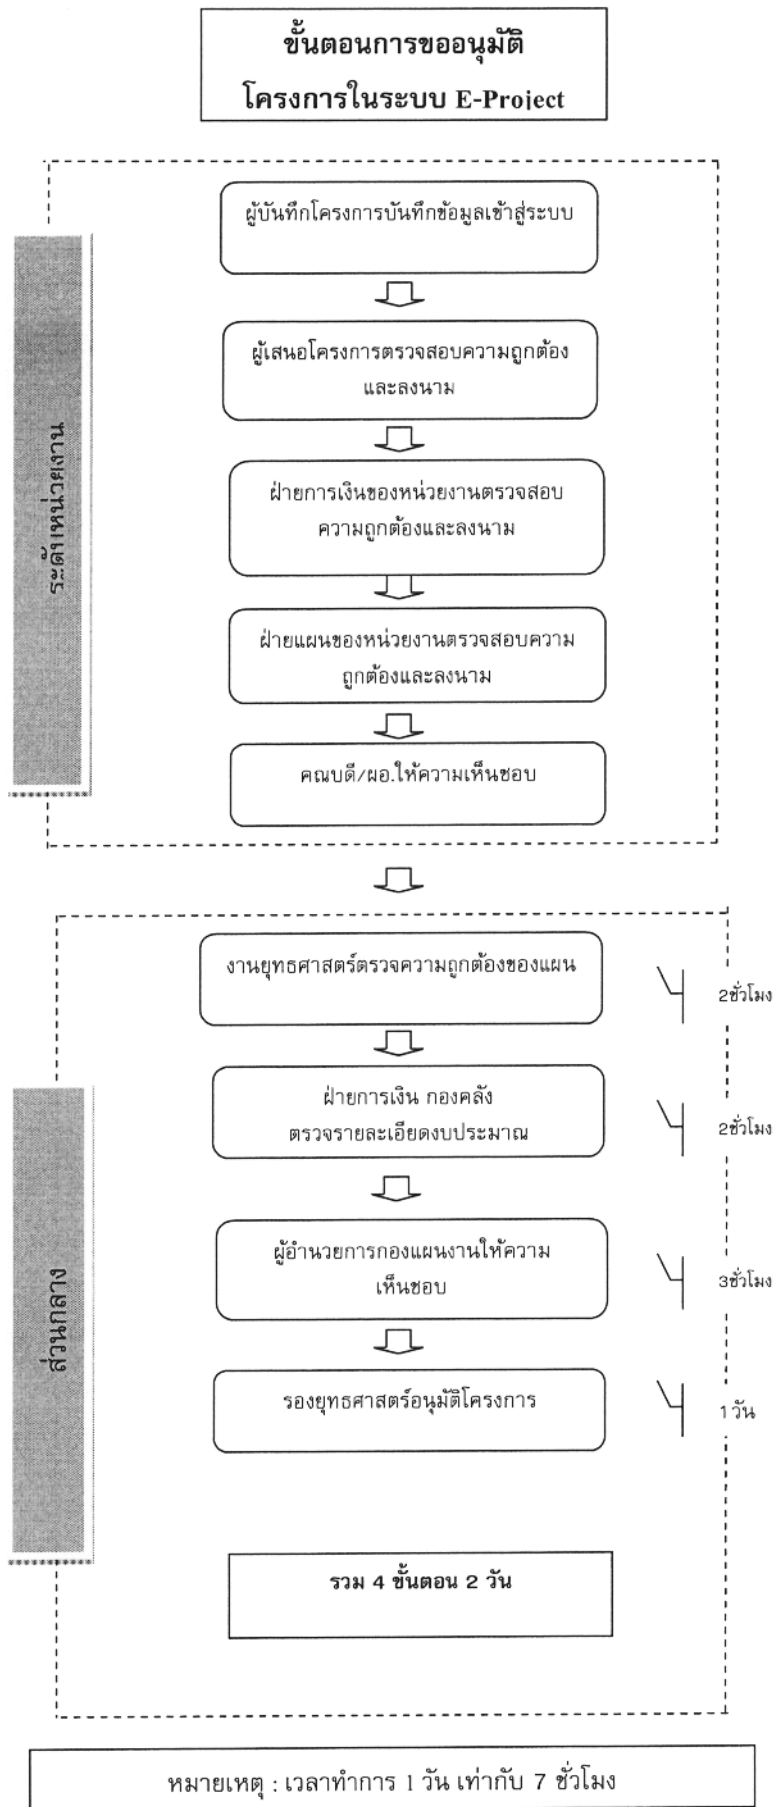 ขั้นตอนการขออนุมัติ
โครงการในระบบ E-Project
ระดับหน่วยงาน
ผู้บันทึกโครงการบันทึกข้อมูลเข้าสู่ระบบ
ผู้เสนอโครงการตรวจสอบความถูกต้อง
และลงนาม
ฝ่ายการเงินของหน่วยงานตรวจสอบ
ความถูกต้องและลงนาม
ฝ่ายแผนของหน่วยงานตรวจสอบความ
ถูกต้องและลงนาม
คณบดี/ผอ.ให้ความเห็นชอบ
ส่วนกลาง
งานยุทธศาสตร์ตรวจความถูกต้องของแผน
2ชั่วโมง
ฝ่ายการเงิน กองคลัง
ตรวจรายละเอียดงบประมาณ
2ชั่วโมง
ผู้อำนวยการกองแผนงานให้ความ
เห็นชอบ
3ชั่วโมง
รองยุทธศาสตร์อนุมัติโครงการ
1 วัน
รวม 4 ขั้นตอน 2 วัน
หมายเหตุ : เวลาทำการ 1 วัน เท่ากับ 7 ชั่วโมง